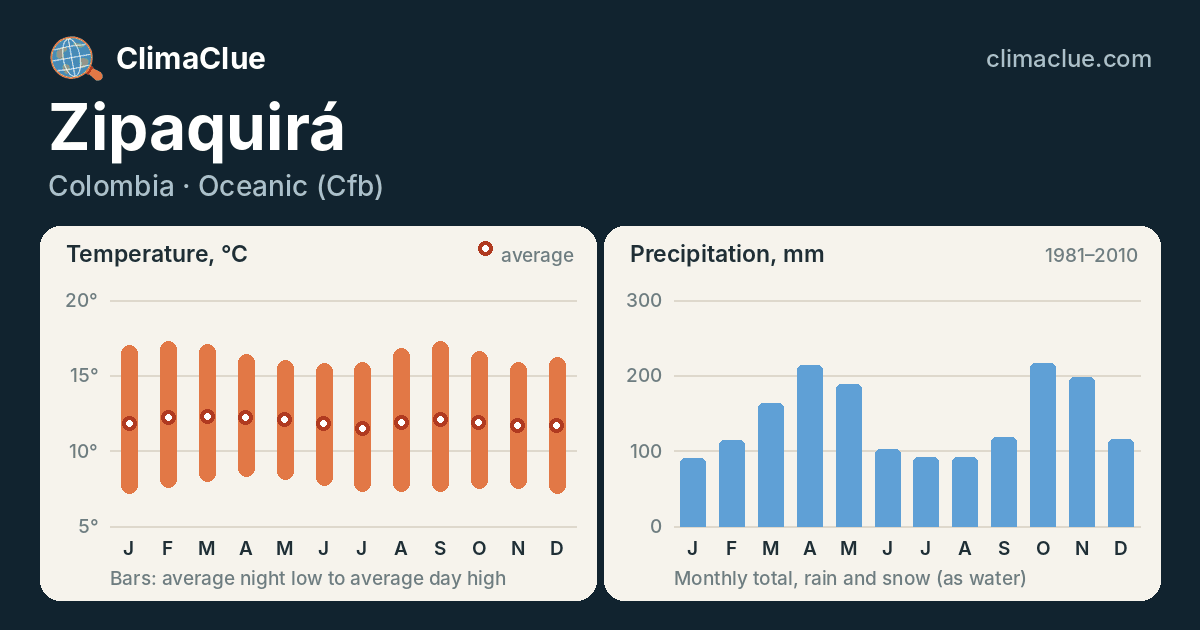 ClimaClue
climaclue.com
Zipaquirá
Colombia · Oceanic (Cfb)
Temperature, °C
average
20°
15°
10°
5°
J F M A M J J A S O N D
Bars: average night low to average day high
Precipitation, mm
1981–2010
300
200
100
0
J F M A M J J A S O N D
Monthly total, rain and snow (as water)